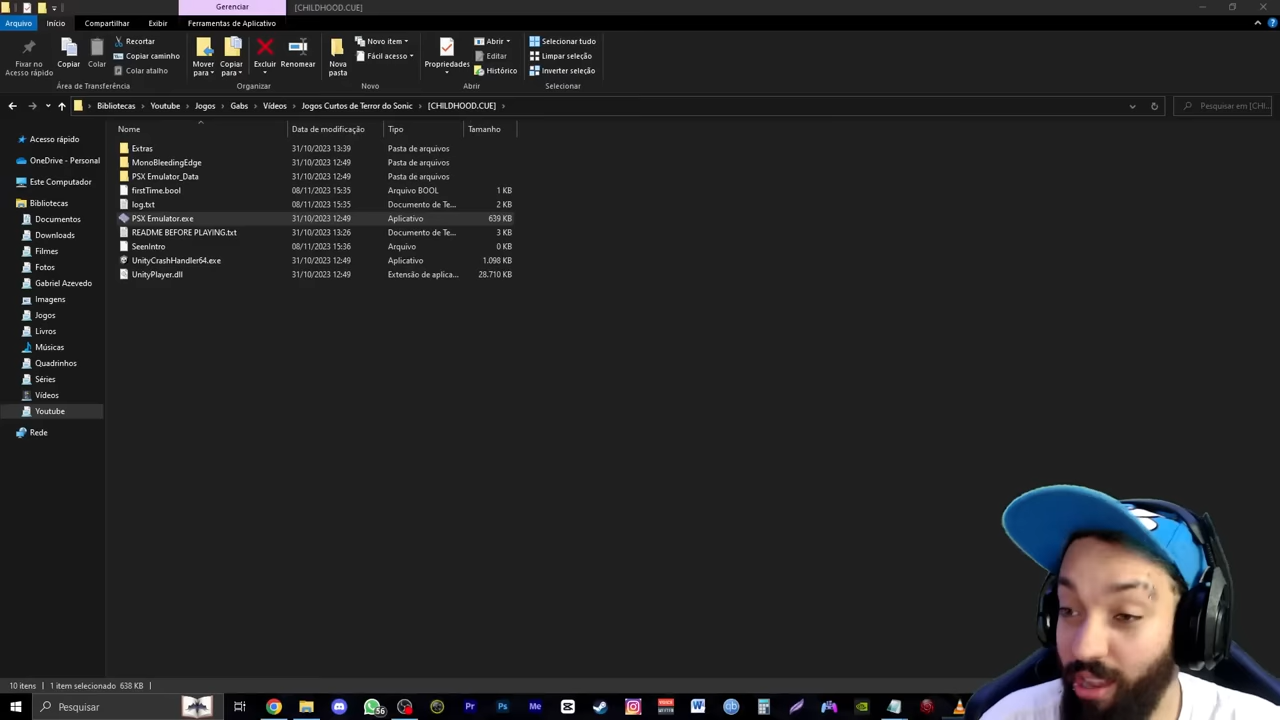 Gerenciar
[CHILDHOOD.CUE]
Arquivo Início Compartilhar Exibir Ferramentas de Aplicativo
Fixar no Acesso rápido
Copiar
Colar
Recortar
Copiar caminho
Colar atalho
Área de Transferência
Mover para
Copiar para
Excluir
Renomear
Organizar
Nova pasta
Novo item
Fácil acesso
Novo
Propriedades
Abrir
Editar
Histórico
Abrir
Selecionar tudo
Limpar seleção
Inverter seleção
Selecionar
Bibliotecas > Youtube > Jogos > Gabs > Vídeos > Jogos Curtos de Terror do Sonic > [CHILDHOOD.CUE] >
Pesquisar em [CHI...
Acesso rápido
OneDrive - Personal
Este Computador
Bibliotecas
Documentos
Downloads
Filmes
Fotos
Gabriel Azevedo
Imagens
Jogos
Livros
Músicas
Quadrinhos
Séries
Vídeos
Youtube
Rede
Nome Data de modificação Tipo Tamanho
Extras 31/10/2023 13:39 Pasta de arquivos
MonoBleedingEdge 31/10/2023 12:49 Pasta de arquivos
PSX Emulator_Data 31/10/2023 12:49 Pasta de arquivos
firstTime.bool 08/11/2023 15:35 Arquivo BOOL 1 KB
log.txt 08/11/2023 15:35 Documento de Te... 2 KB
PSX Emulator.exe 31/10/2023 12:49 Aplicativo 639 KB
README BEFORE PLAYING.txt 31/10/2023 13:26 Documento de Te... 3 KB
SeenIntro 08/11/2023 15:36 Arquivo 0 KB
UnityCrashHandler64.exe 31/10/2023 12:49 Aplicativo 1.098 KB
UnityPlayer.dll 31/10/2023 12:49 Extensão de aplica... 28.710 KB
10 itens 1 item selecionado 638 KB
Pesquisar
56
Pr
Ps
Me